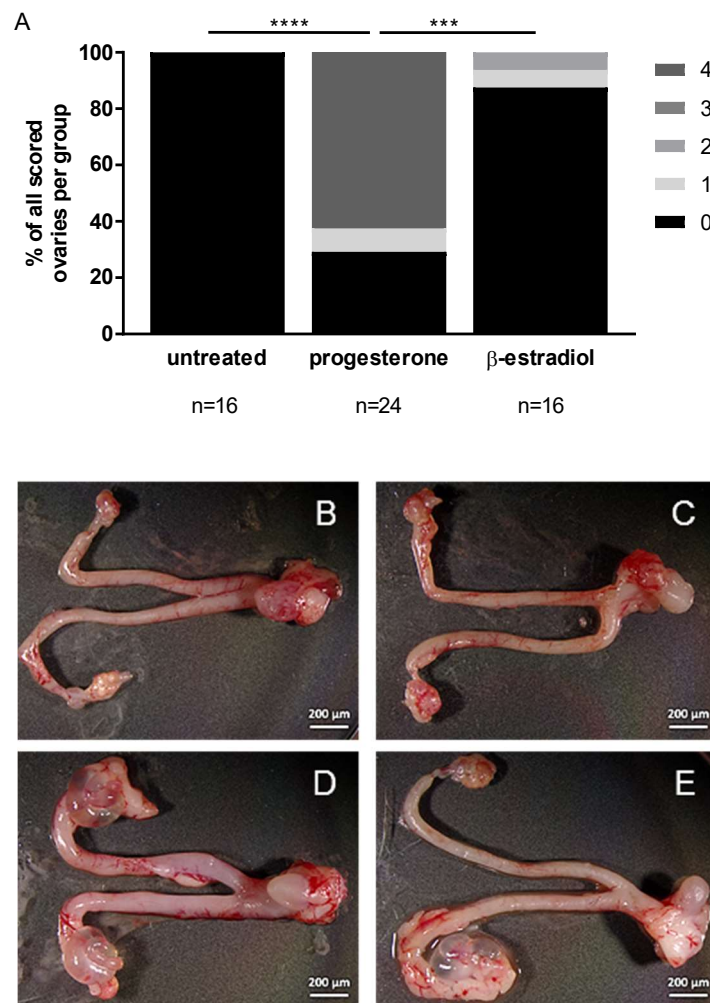 A
**** ***
% of all scored
ovaries per group
100
80
60
40
20
0
4
3
2
1
0
untreated progesterone β-estradiol
n=16 n=24 n=16
B
200 µm
C
200 µm
D
200 µm
E
200 µm